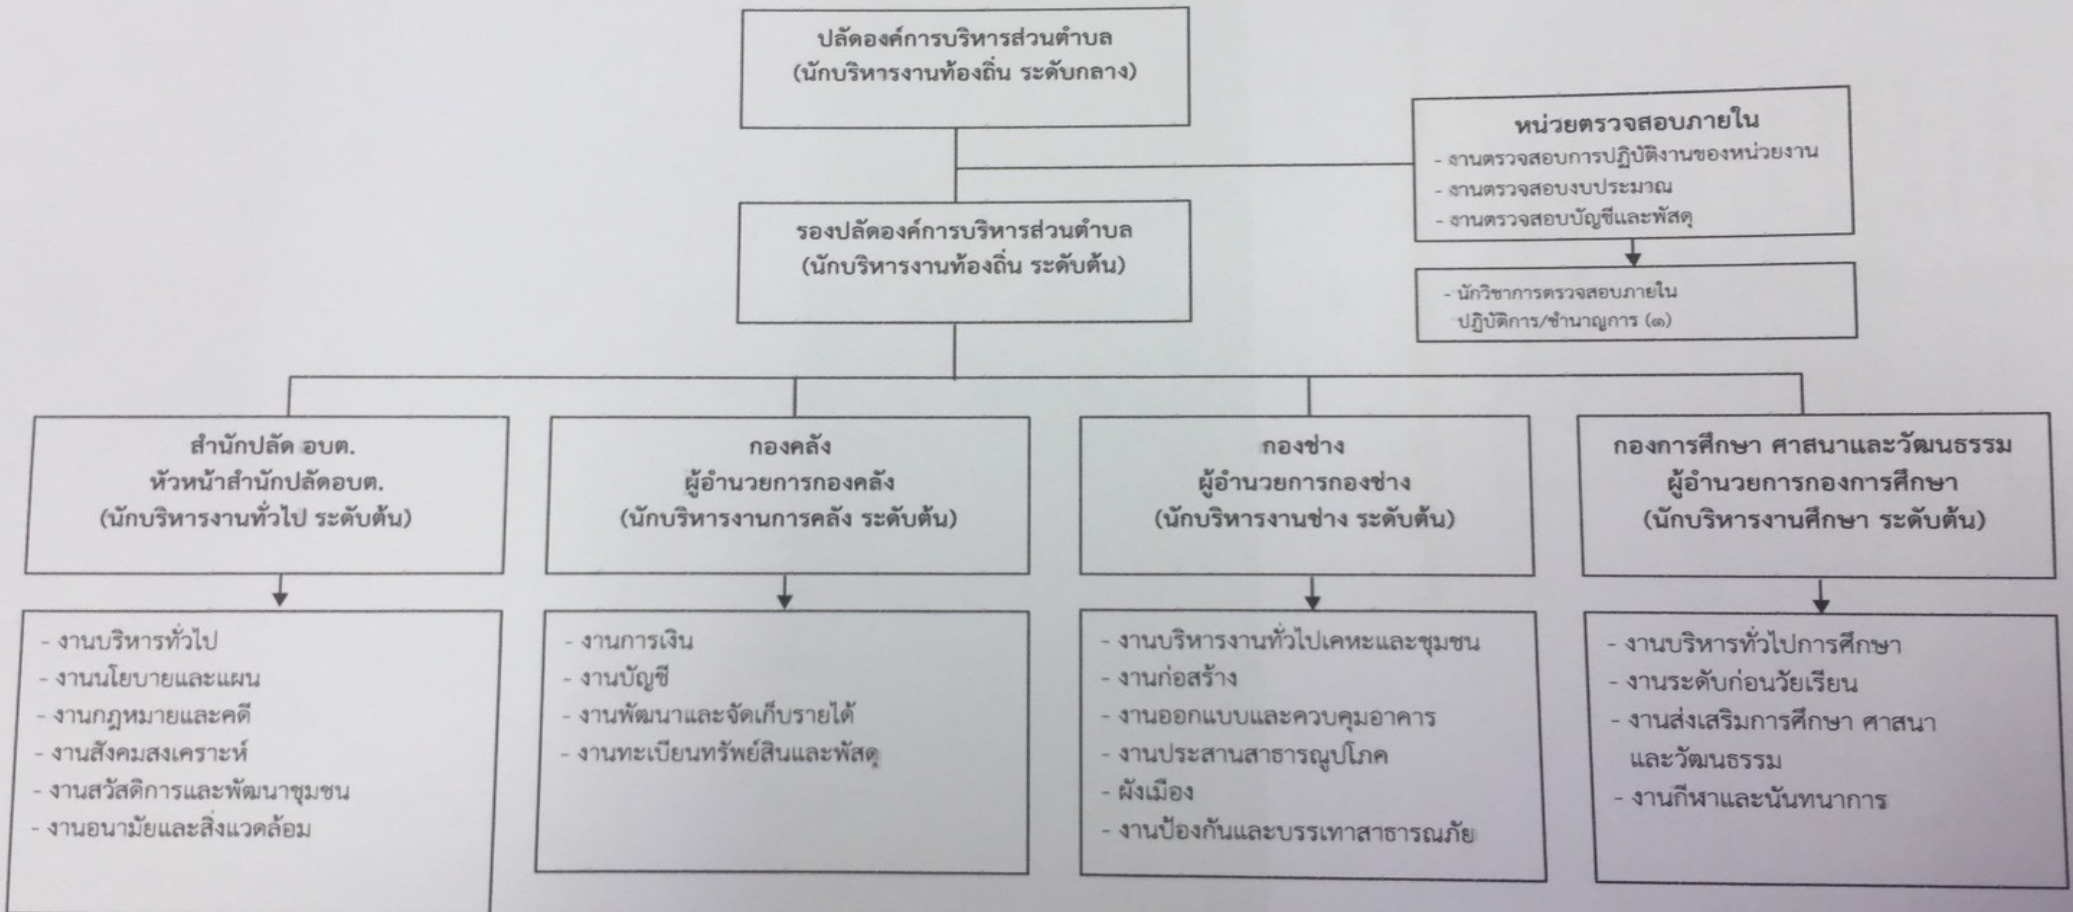 ปลัดองค์การบริหารส่วนตำบล
(นักบริหารงานท้องถิ่น ระดับกลาง)
หน่วยตรวจสอบภายใน
- งานตรวจสอบการปฏิบัติงานของหน่วยงาน
- งานตรวจสอบงบประมาณ
- งานตรวจสอบบัญชีและพัสดุ
- นักวิชาการตรวจสอบภายใน
ปฏิบัติการ/ชำนาญการ (๑)
รองปลัดองค์การบริหารส่วนตำบล
(นักบริหารงานท้องถิ่น ระดับต้น)
สำนักปลัด อบต.
หัวหน้าสำนักปลัดอบต.
(นักบริหารงานทั่วไป ระดับต้น)
- งานบริหารทั่วไป
- งานนโยบายและแผน
- งานกฎหมายและคดี
- งานสังคมสงเคราะห์
- งานสวัสดิการและพัฒนาชุมชน
- งานอนามัยและสิ่งแวดล้อม
กองคลัง
ผู้อำนวยการกองคลัง
(นักบริหารงานการคลัง ระดับต้น)
- งานการเงิน
- งานบัญชี
- งานพัฒนาและจัดเก็บรายได้
- งานทะเบียนทรัพย์สินและพัสดุ
กองช่าง
ผู้อำนวยการกองช่าง
(นักบริหารงานช่าง ระดับต้น)
- งานบริหารงานทั่วไปเคหะและชุมชน
- งานก่อสร้าง
- งานออกแบบและควบคุมอาคาร
- งานประสานสาธารณูปโภค
- ผังเมือง
- งานป้องกันและบรรเทาสาธารณภัย
กองการศึกษา ศาสนาและวัฒนธรรม
ผู้อำนวยการกองการศึกษา
(นักบริหารงานศึกษา ระดับต้น)
- งานบริหารทั่วไปการศึกษา
- งานระดับก่อนวัยเรียน
- งานส่งเสริมการศึกษา ศาสนา
และวัฒนธรรม
- งานกีฬาและนันทนาการ